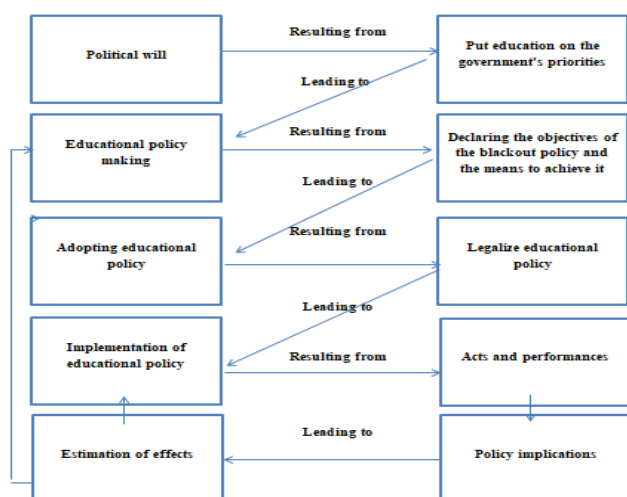 Resulting from
Political will
Put education on the
government's priorities
Leading to
Educational policy
making
Resulting from
Declaring the objectives of
the blackout policy and
the means to achieve it
Leading to
Adopting educational
policy
Resulting from
Legalize educational
policy
Leading to
Implementation of
educational policy
Resulting from
Acts and performances
Leading to
Estimation of effects
Policy implications